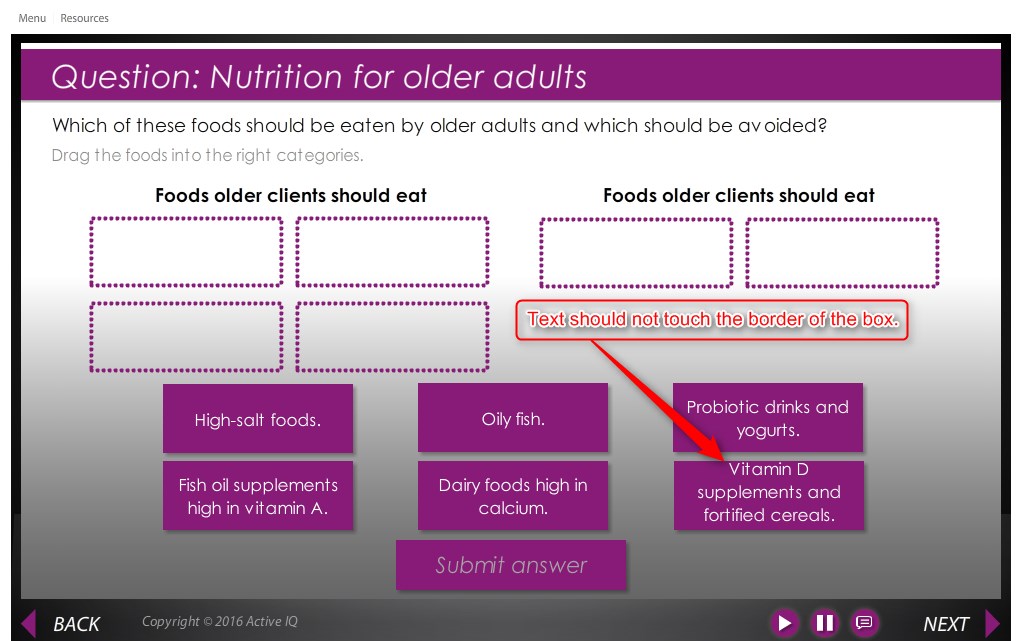 Menu Resources
Question: Nutrition for older adults
Which of these foods should be eaten by older adults and which should be avoided?
Drag the foods into the right categories.
Foods older clients should eat
Foods older clients should eat
Text should not touch the border of the box.
High-salt foods.
Oily fish.
Probiotic drinks and
yogurts.
Fish oil supplements
high in vitamin A.
Dairy foods high in
calcium.
Vitamin D
supplements and
fortified cereals.
Submit answer
BACK
Copyright © 2016 Active IQ
NEXT